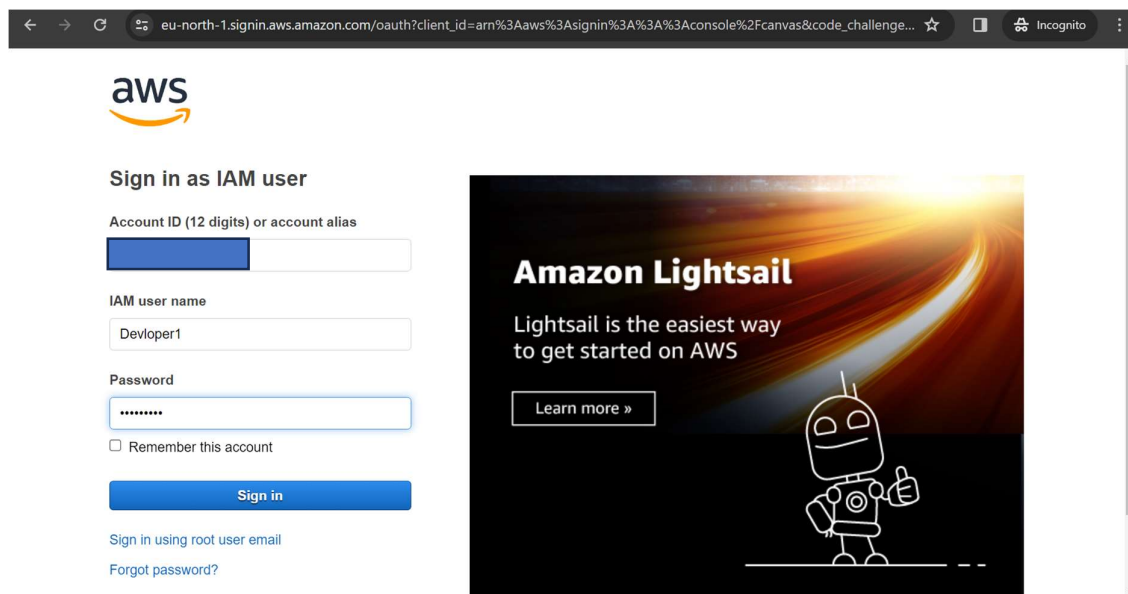 eu-north-1.signin.aws.amazon.com/oauth?client_id=arn%3Aaws%3Asignin%3A%3A%3Aconsole%2Fcanvas&code_challenge...
Incognito
aws
Sign in as IAM user
Account ID (12 digits) or account alias
IAM user name
Devloper1
Password
•••••••••
Remember this account
Sign in
Sign in using root user email
Forgot password?
Amazon Lightsail
Lightsail is the easiest way
to get started on AWS
Learn more »